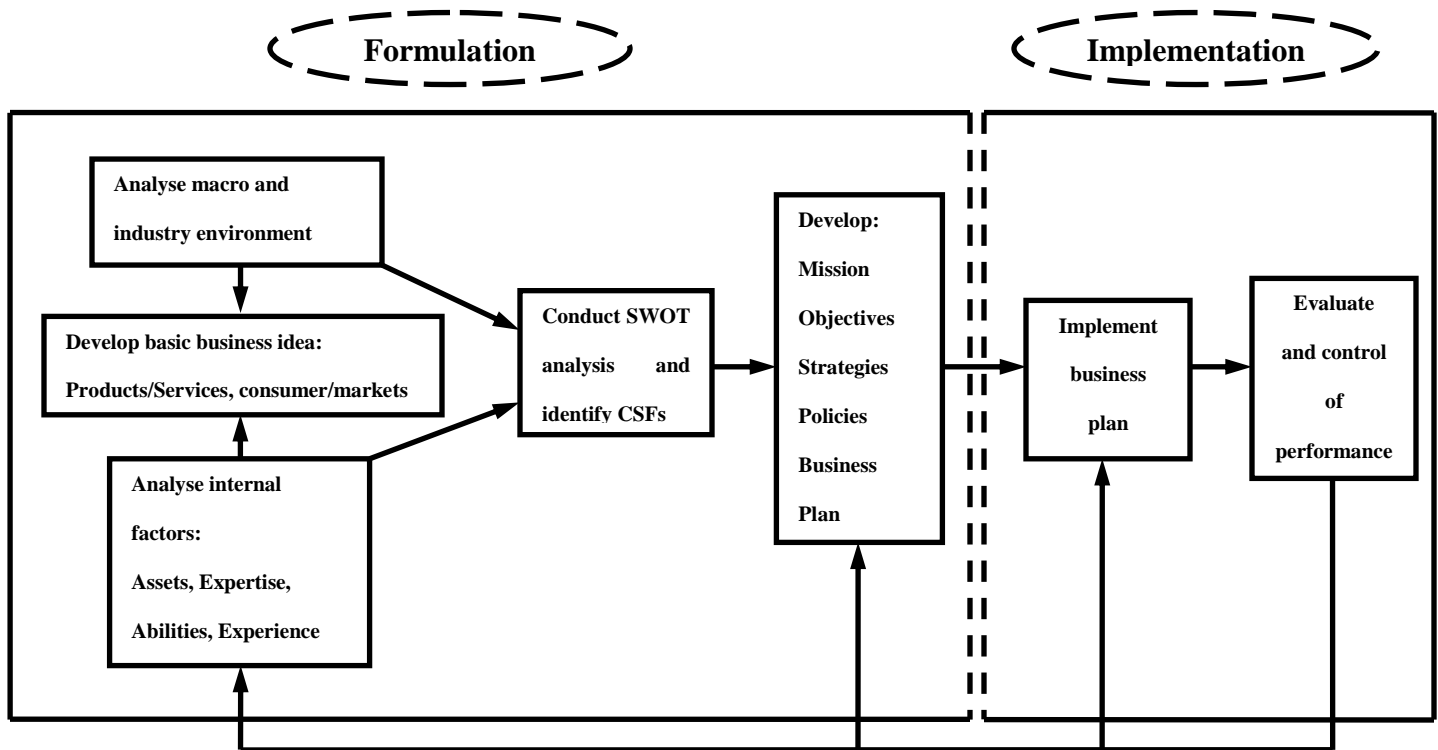 Formulation
Implementation
Analyse macro and
industry environment
Develop basic business idea:
Products/Services, consumer/markets
Analyse internal
factors:
Assets, Expertise,
Abilities, Experience
Conduct SWOT
analysis and
identify CSFs
Develop:
Mission
Objectives
Strategies
Policies
Business
Plan
Implement
business
plan
Evaluate
and control
of
performance